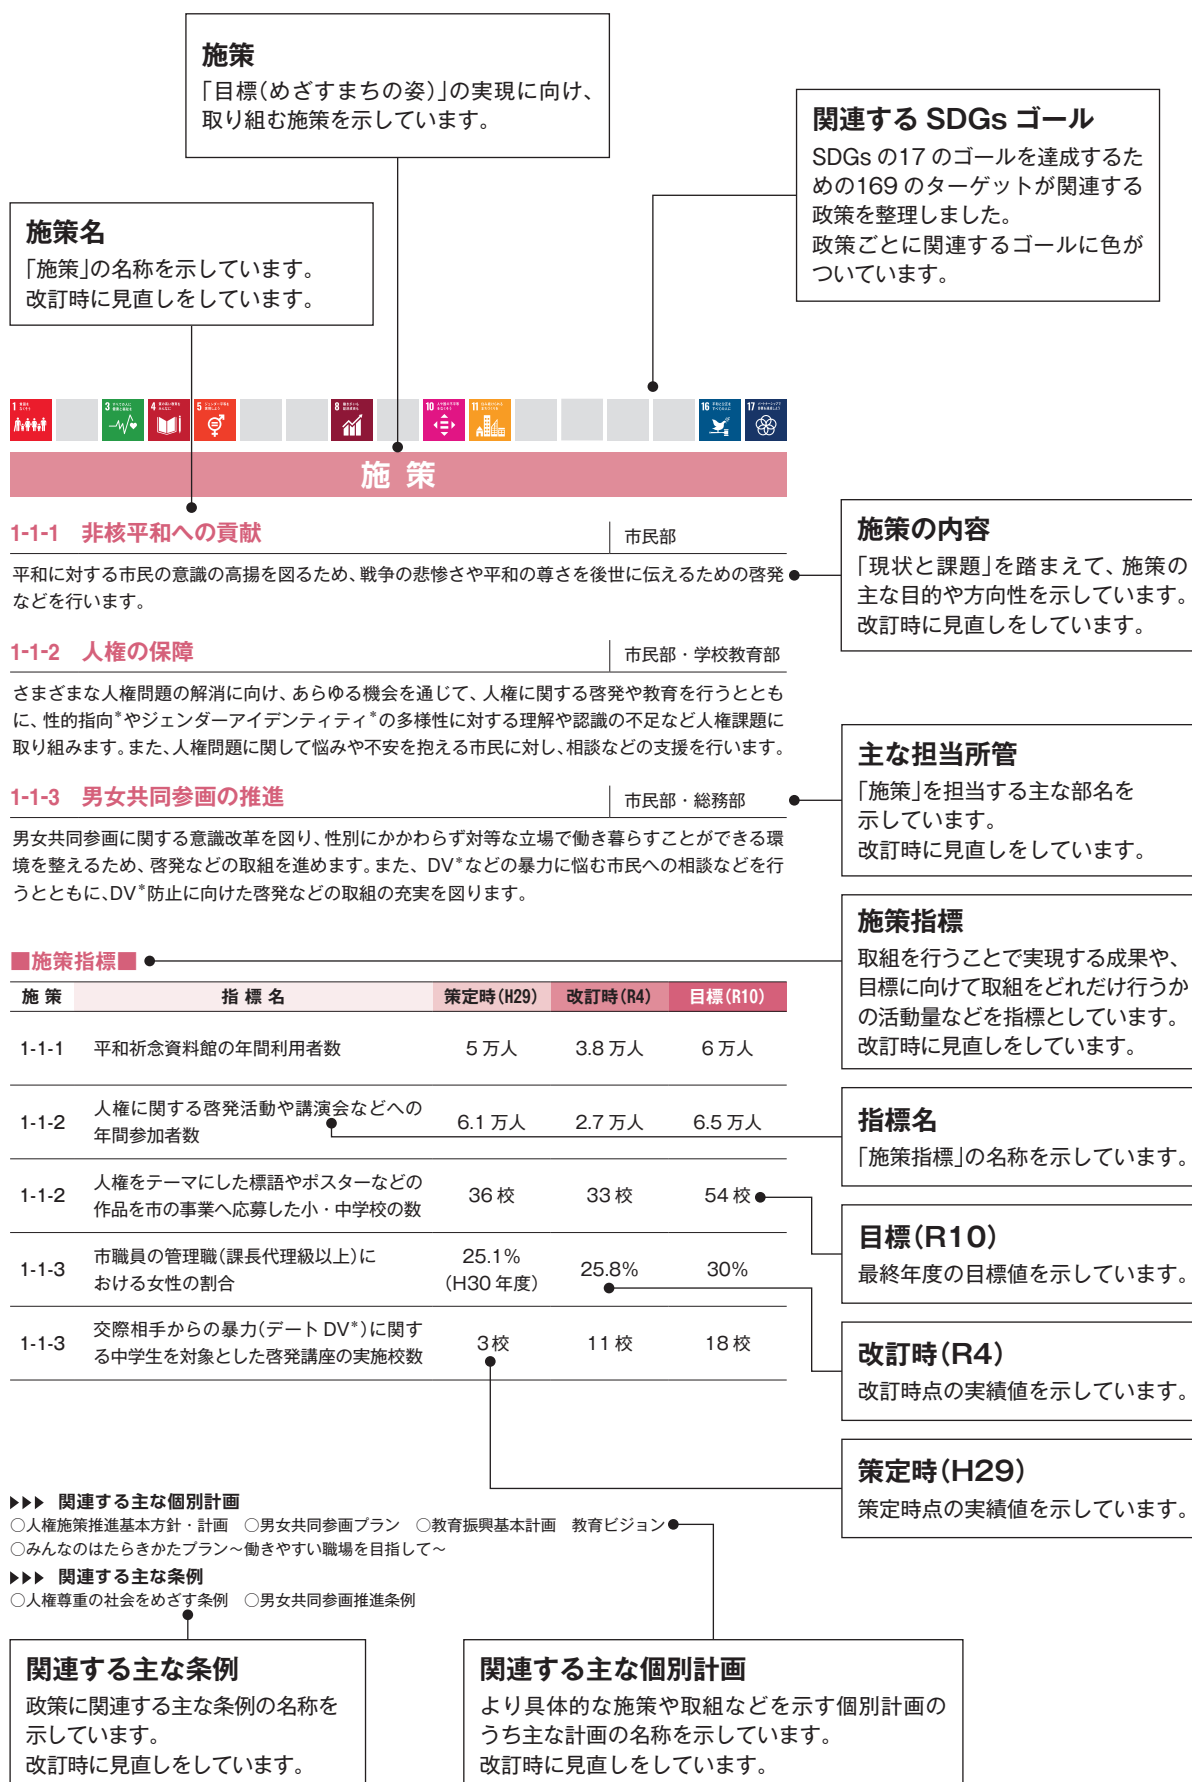 施策
「目標(めざすまちの姿)」の実現に向け、
取り組む施策を示しています。
関連する SDGs ゴール
SDGs の17 のゴールを達成するた
めの169 のターゲットが関連する
政策を整理しました。
政策ごとに関連するゴールに色が
ついています。
施策名
「施策」の名称を示しています。
改訂時に見直しをしています。
1
3
4
5
8
10
11
16
17
施 策
1-1-1 非核平和への貢献
市民部
平和に対する市民の意識の高揚を図るため、戦争の悲惨さや平和の尊さを後世に伝えるための啓発
などを行います。
1-1-2 人権の保障
市民部・学校教育部
さまざまな人権問題の解消に向け、あらゆる機会を通じて、人権に関する啓発や教育を行うととも
に、性的指向*やジェンダーアイデンティティ*の多様性に対する理解や認識の不足など人権課題に
取り組みます。また、人権問題に関して悩みや不安を抱える市民に対し、相談などの支援を行います。
1-1-3 男女共同参画の推進
市民部・総務部
男女共同参画に関する意識改革を図り、性別にかかわらず対等な立場で働き暮らすことができる環
境を整えるため、啓発などの取組を進めます。また、DV*などの暴力に悩む市民への相談などを行
うとともに、DV*防止に向けた啓発などの取組の充実を図ります。
施策の内容
「現状と課題」を踏まえて、施策の
主な目的や方向性を示しています。
改訂時に見直しをしています。
主な担当所管
「施策」を担当する主な部名を
示しています。
改訂時に見直しをしています。
■施策指標■
施 策 指 標 名 策定時(H29) 改訂時(R4) 目標(R10)
1-1-1 平和祈念資料館の年間利用者数 5 万人 3.8 万人 6 万人
1-1-2 人権に関する啓発活動や講演会などへの
年間参加者数 6.1 万人 2.7 万人 6.5 万人
1-1-2 人権をテーマにした標語やポスターなどの
作品を市の事業へ応募した小・中学校の数 36 校 33 校 54 校
1-1-3 市職員の管理職(課長代理級以上)に
おける女性の割合 25.1%
(H30 年度) 25.8% 30%
1-1-3 交際相手からの暴力(デート DV*)に関す
る中学生を対象とした啓発講座の実施校数 3校 11 校 18 校
施策指標
取組を行うことで実現する成果や、
目標に向けて取組をどれだけ行うか
の活動量などを指標としています。
改訂時に見直しをしています。
指標名
「施策指標」の名称を示しています。
目標(R10)
最終年度の目標値を示しています。
改訂時(R4)
改訂時点の実績値を示しています。
策定時(H29)
策定時点の実績値を示しています。
▶▶▶ 関連する主な個別計画
○人権施策推進基本方針・計画 ○男女共同参画プラン ○教育振興基本計画 教育ビジョン
○みんなのはたらきかたプラン～働きやすい職場を目指して～
▶▶▶ 関連する主な条例
○人権尊重の社会をめざす条例 ○男女共同参画推進条例
関連する主な条例
政策に関連する主な条例の名称を
示しています。
改訂時に見直しをしています。
関連する主な個別計画
より具体的な施策や取組などを示す個別計画の
うち主な計画の名称を示しています。
改訂時に見直しをしています。